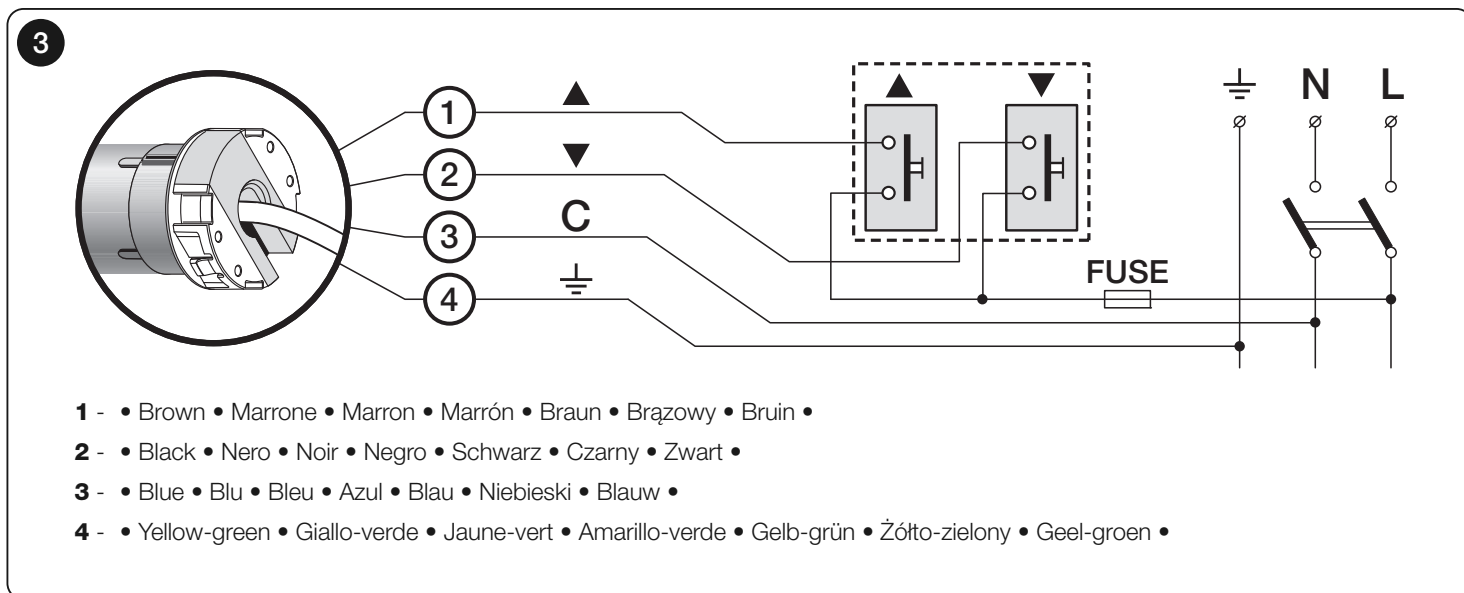 3
N L
1 ▲
2 ▼
3 C
4
FUSE
1 - • Brown • Marrone • Marron • Marrón • Braun • Brązowy • Bruin •
2 - • Black • Nero • Noir • Negro • Schwarz • Czarny • Zwart •
3 - • Blue • Blu • Bleu • Azul • Blau • Niebieski • Blauw •
4 - • Yellow-green • Giallo-verde • Jaune-vert • Amarillo-verde • Gelb-grün • Żółto-zielony • Geel-groen •